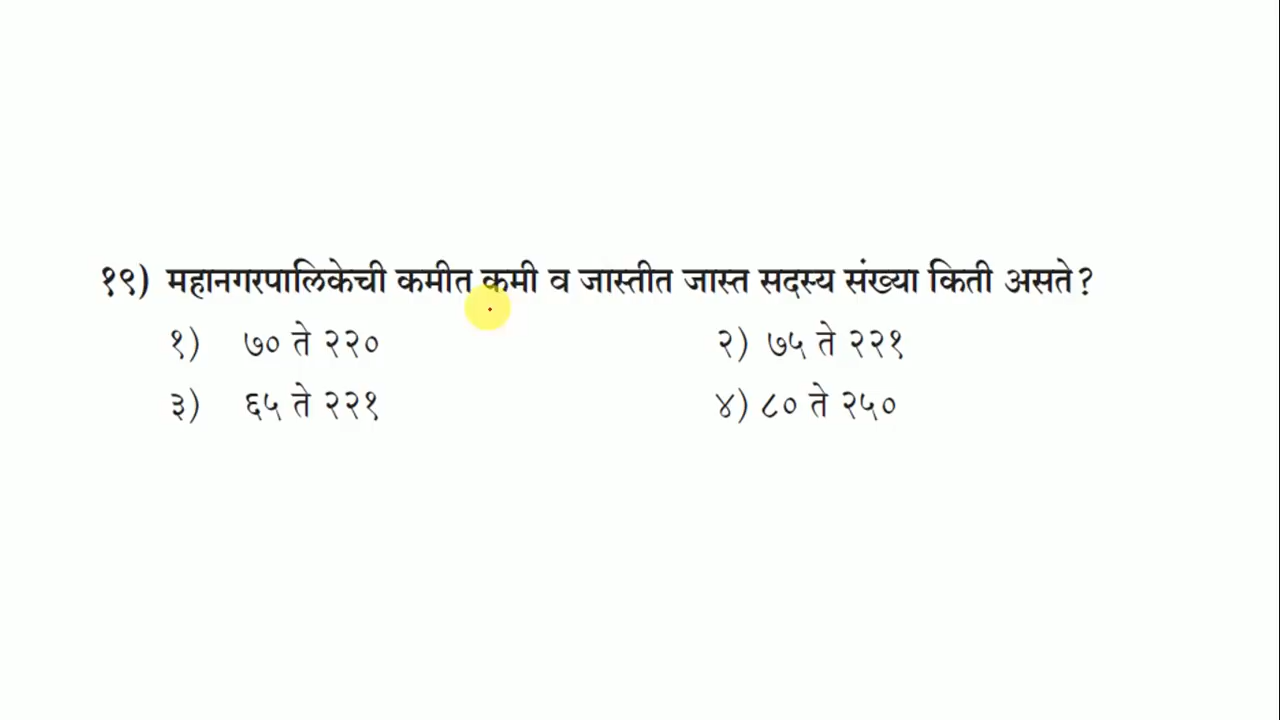 १९) महानगरपालिकेची कमीत कमी व जास्तीत जास्त सदस्य संख्या किती असते?
१) ७० ते २२० २) ७५ ते २२१
३) ६५ ते २२१ ४) ८० ते २५०